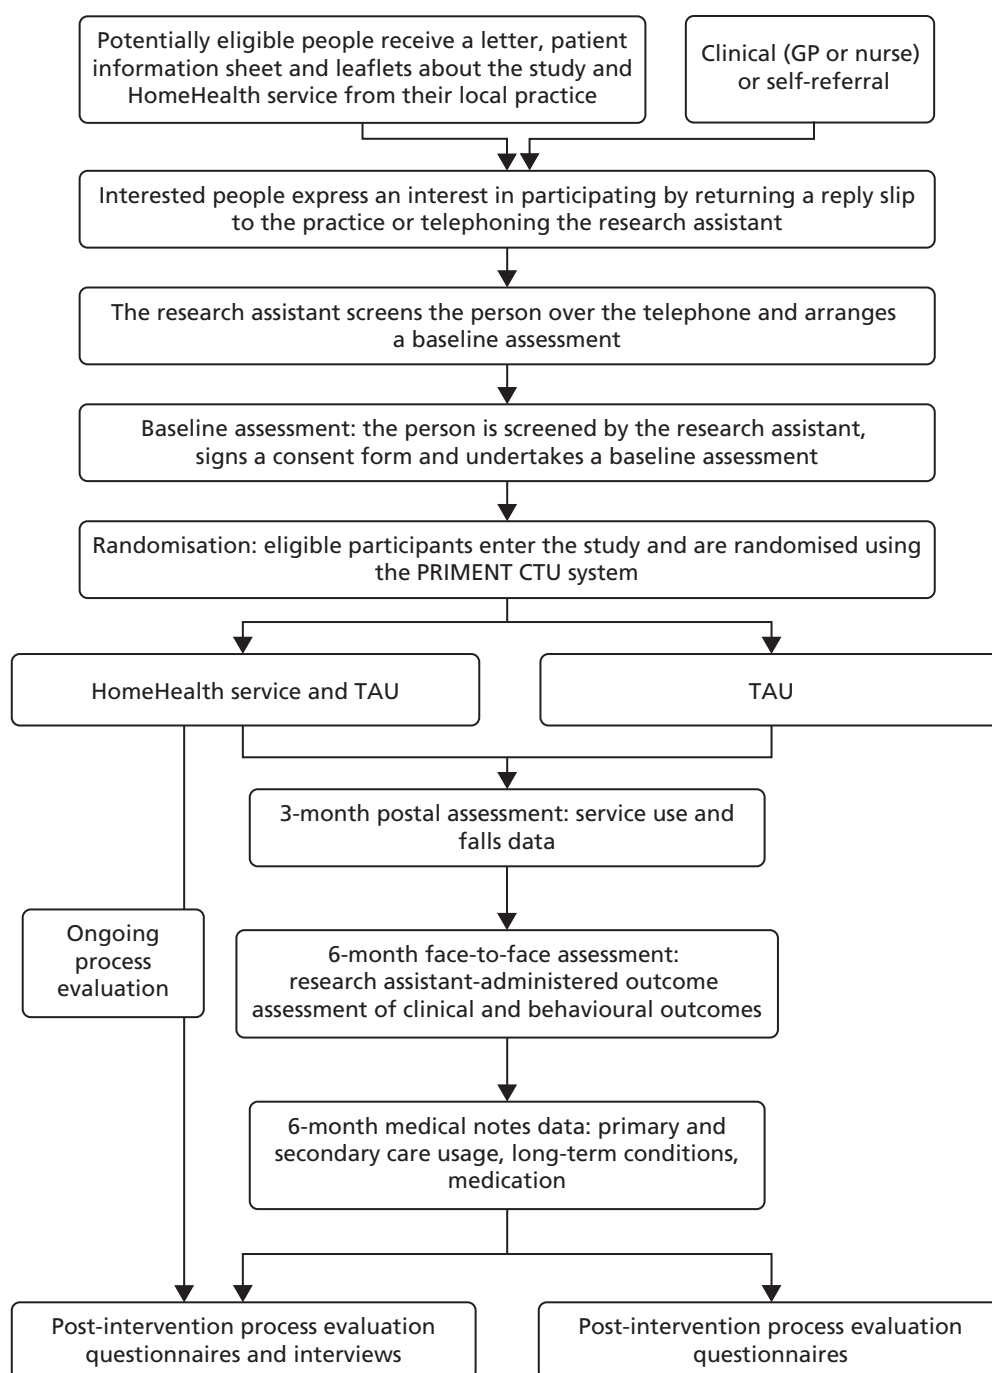 Potentially eligible people receive a letter, patient
information sheet and leaflets about the study and
HomeHealth service from their local practice
Clinical (GP or nurse)
or self-referral
Interested people express an interest in participating by returning a reply slip
to the practice or telephoning the research assistant
The research assistant screens the person over the telephone and arranges
a baseline assessment
Baseline assessment: the person is screened by the research assistant,
signs a consent form and undertakes a baseline assessment
Randomisation: eligible participants enter the study and are randomised using
the PRIMENT CTU system
HomeHealth service and TAU
TAU
3-month postal assessment: service use and
falls data
Ongoing
process
evaluation
6-month face-to-face assessment:
research assistant-administered outcome
assessment of clinical and behavioural outcomes
6-month medical notes data: primary and
secondary care usage, long-term conditions,
medication
Post-intervention process evaluation
questionnaires and interviews
Post-intervention process evaluation
questionnaires